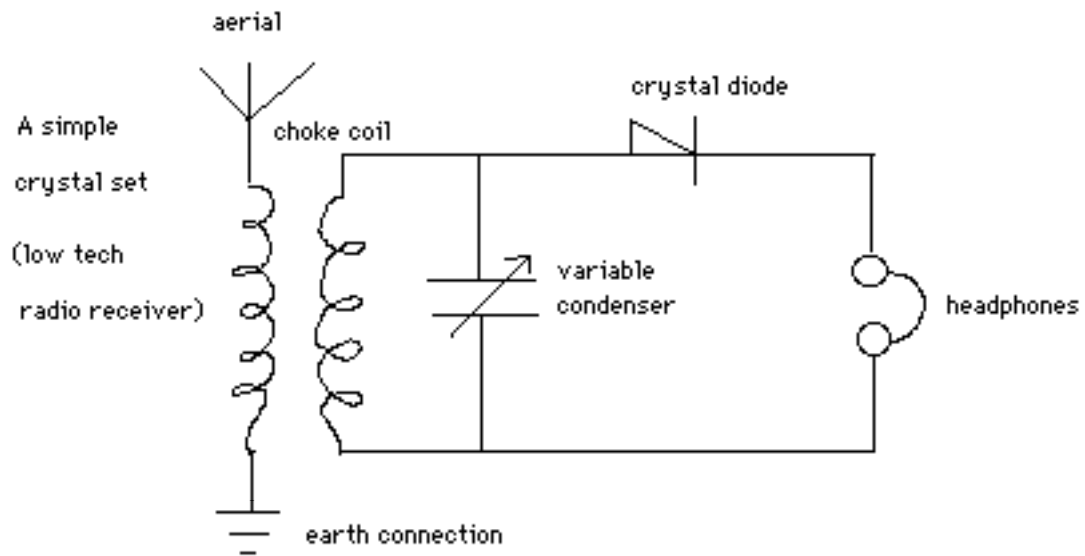 aerial
crystal diode
A simple
crystal set
(low tech
radio receiver)
choke coil
variable
condenser
headphones
earth connection